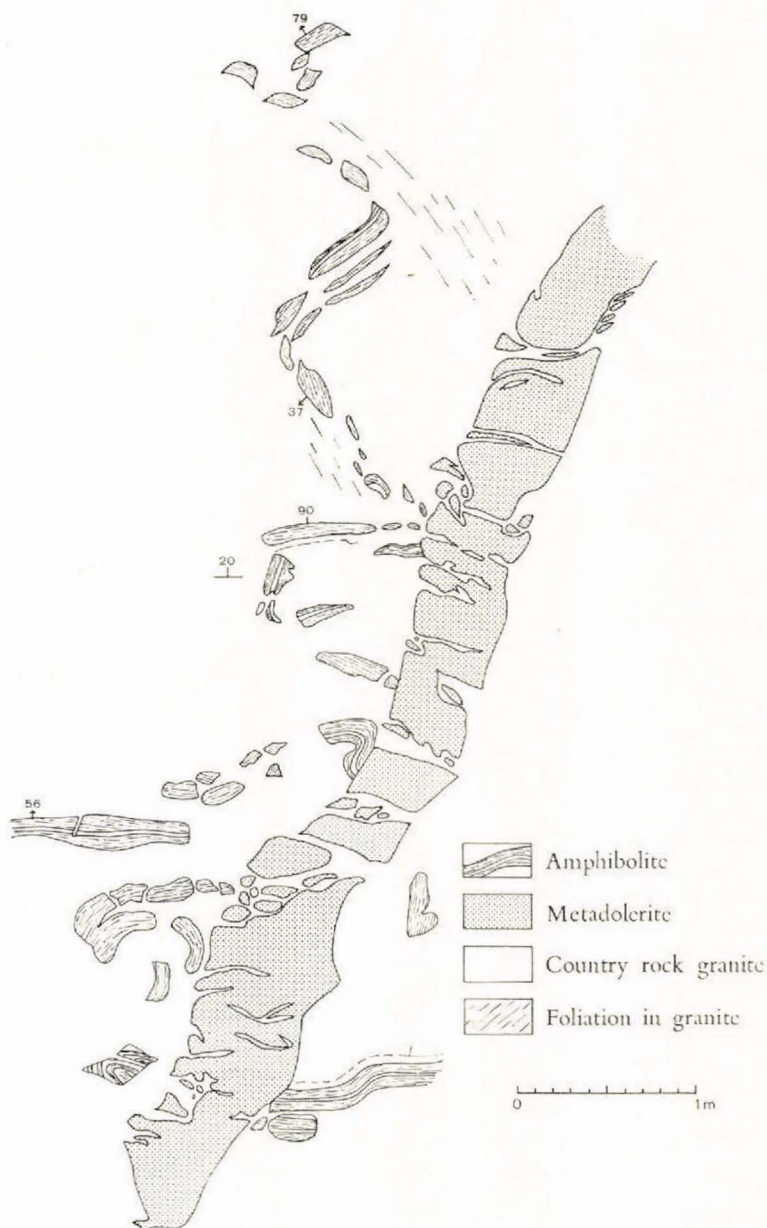 79
37
90
20
56
Amphibolite
Metadolerite
Country rock granite
Foliation in granite
0 1m